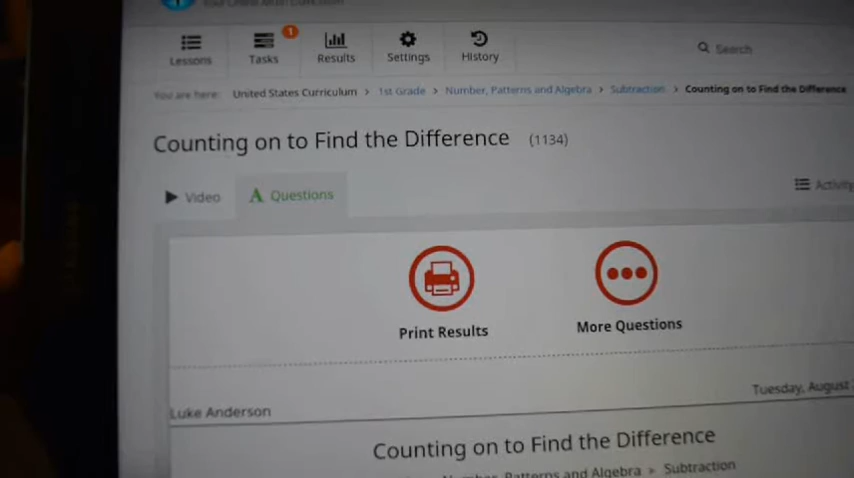 Lessons
Tasks
1
Results
Settings
History
Search
You are here: United States Curriculum > 1st Grade > Number, Patterns and Algebra > Subtraction > Counting on to Find the Difference
Counting on to Find the Difference (1134)
Video
A Questions
Activity
Print Results
More Questions
Luke Anderson
Tuesday, August
Counting on to Find the Difference
Number, Patterns and Algebra > Subtraction